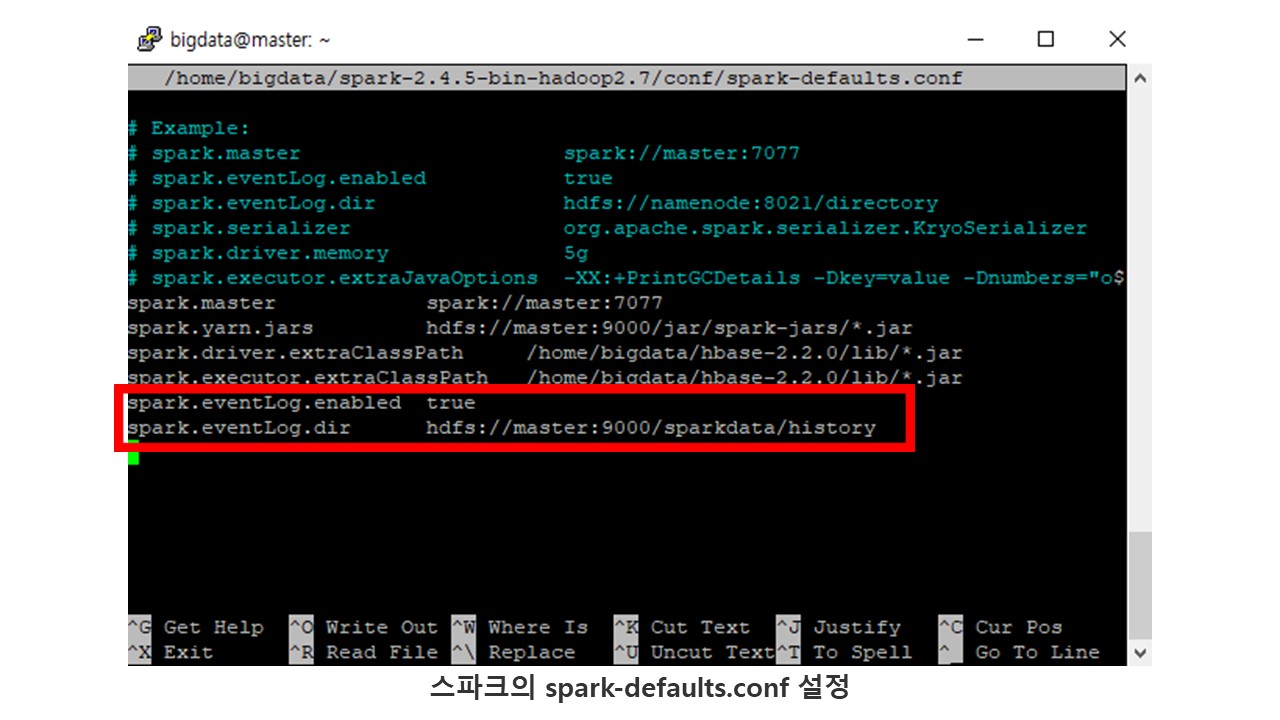 bigdata@master: ~
/home/bigdata/spark-2.4.5-bin-hadoop2.7/conf/spark-defaults.conf
# Example:
# spark.master                     spark://master:7077
# spark.eventLog.enabled           true
# spark.eventLog.dir               hdfs://namenode:8021/directory
# spark.serializer                 org.apache.spark.serializer.KryoSerializer
# spark.driver.memory              5g
# spark.executor.extraJavaOptions  -XX:+PrintGCDetails -Dkey=value -Dnumbers="o$
spark.master            spark://master:7077
spark.yarn.jars         hdfs://master:9000/jar/spark-jars/*.jar
spark.driver.extraClassPath     /home/bigdata/hbase-2.2.0/lib/*.jar
spark.executor.extraClassPath   /home/bigdata/hbase-2.2.0/lib/*.jar
spark.eventLog.enabled  true
spark.eventLog.dir      hdfs://master:9000/sparkdata/history
^G Get Help  ^O Write Out ^W Where Is  ^K Cut Text  ^J Justify   ^C Cur Pos
^X Exit      ^R Read File ^\ Replace   ^U Uncut Text^T To Spell  ^_ Go To Line
스파크의 spark-defaults.conf 설정